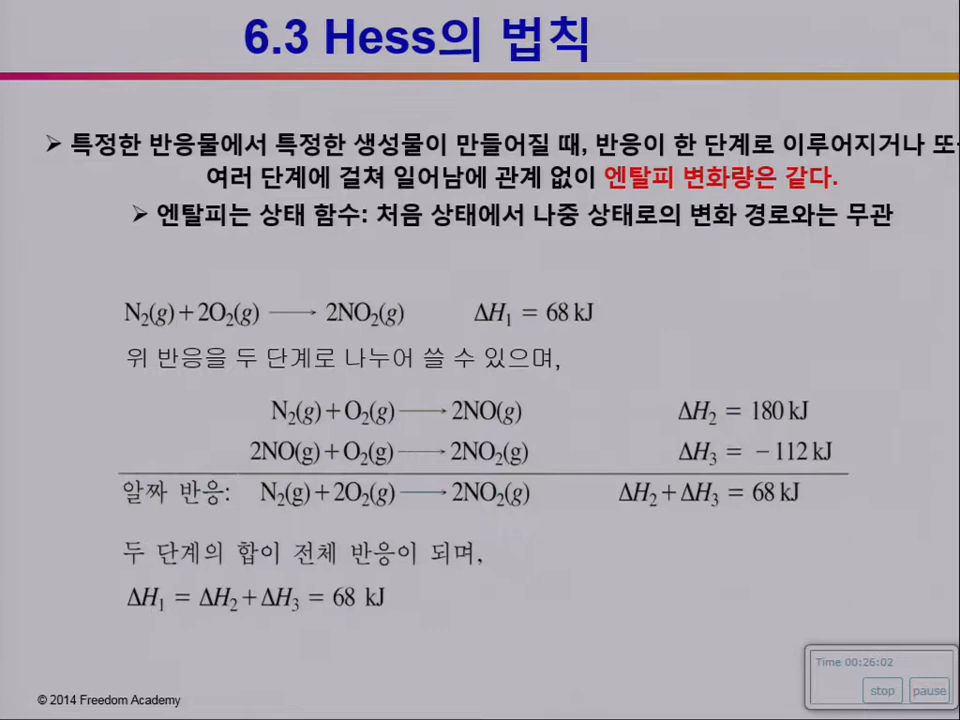 6.3 Hess의 법칙
➢ 특정한 반응물에서 특정한 생성물이 만들어질 때, 반응이 한 단계로 이루어지거나
여러 단계에 걸쳐 일어남에 관계 없이 엔탈피 변화량은 같다.
➢ 엔탈피는 상태 함수: 처음 상태에서 나중 상태로의 변화 경로와는 무관
N₂(g)+2O₂(g) ⟶ 2NO₂(g) ΔH₁ = 68 kJ
위 반응을 두 단계로 나누어 쓸 수 있으며,
N₂(g)+O₂(g) ⟶ 2NO(g) ΔH₂ = 180 kJ
2NO(g)+O₂(g) ⟶ 2NO₂(g) ΔH₃ = −112 kJ
알짜 반응: N₂(g)+2O₂(g) ⟶ 2NO₂(g) ΔH₂+ΔH₃ = 68 kJ
두 단계의 합이 전체 반응이 되며,
ΔH₁ = ΔH₂+ΔH₃ = 68 kJ
Time 00:26:02
stop pause
© 2014 Freedom Academy